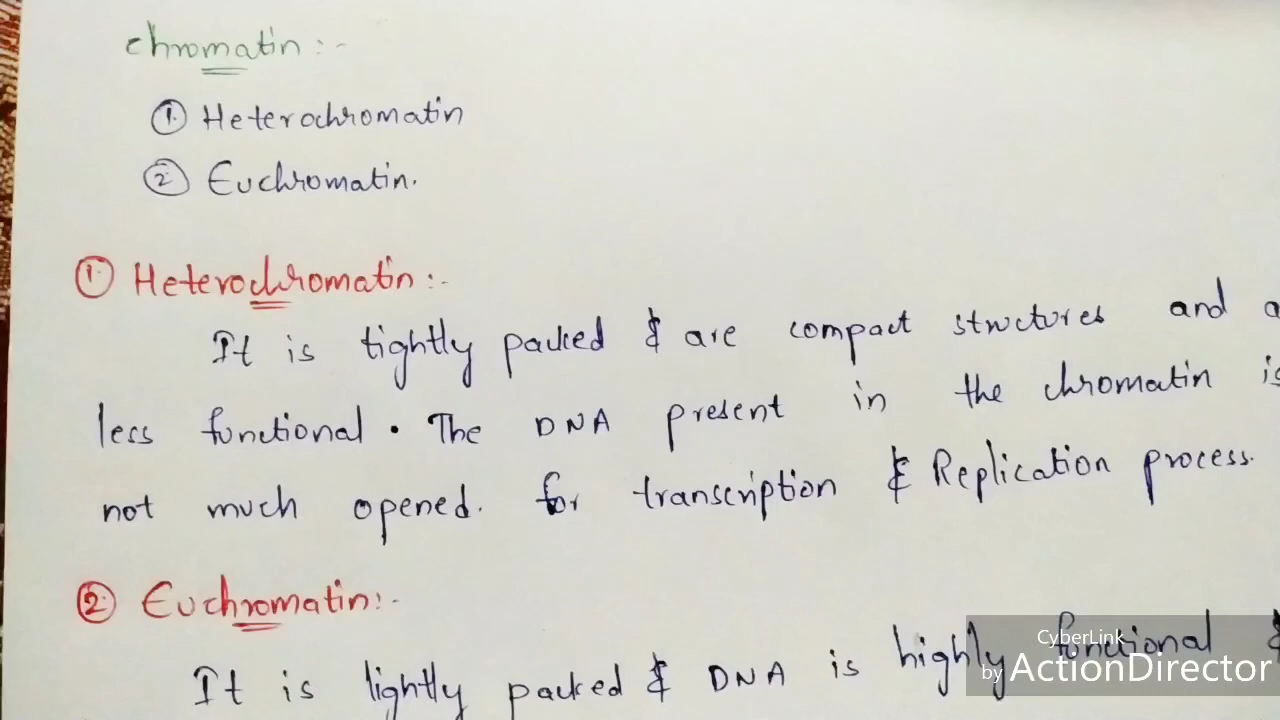 chromatin :-
① Heterochromatin
② Euchromatin.
① Heterochromatin :-
It is tightly packed & are compact structures and
less functional. The DNA present in the chromatin is
not much opened. for transcription & Replication process.
② Euchromatin :-
It is lightly packed & DNA is highly functional &
CyberLink
by ActionDirector